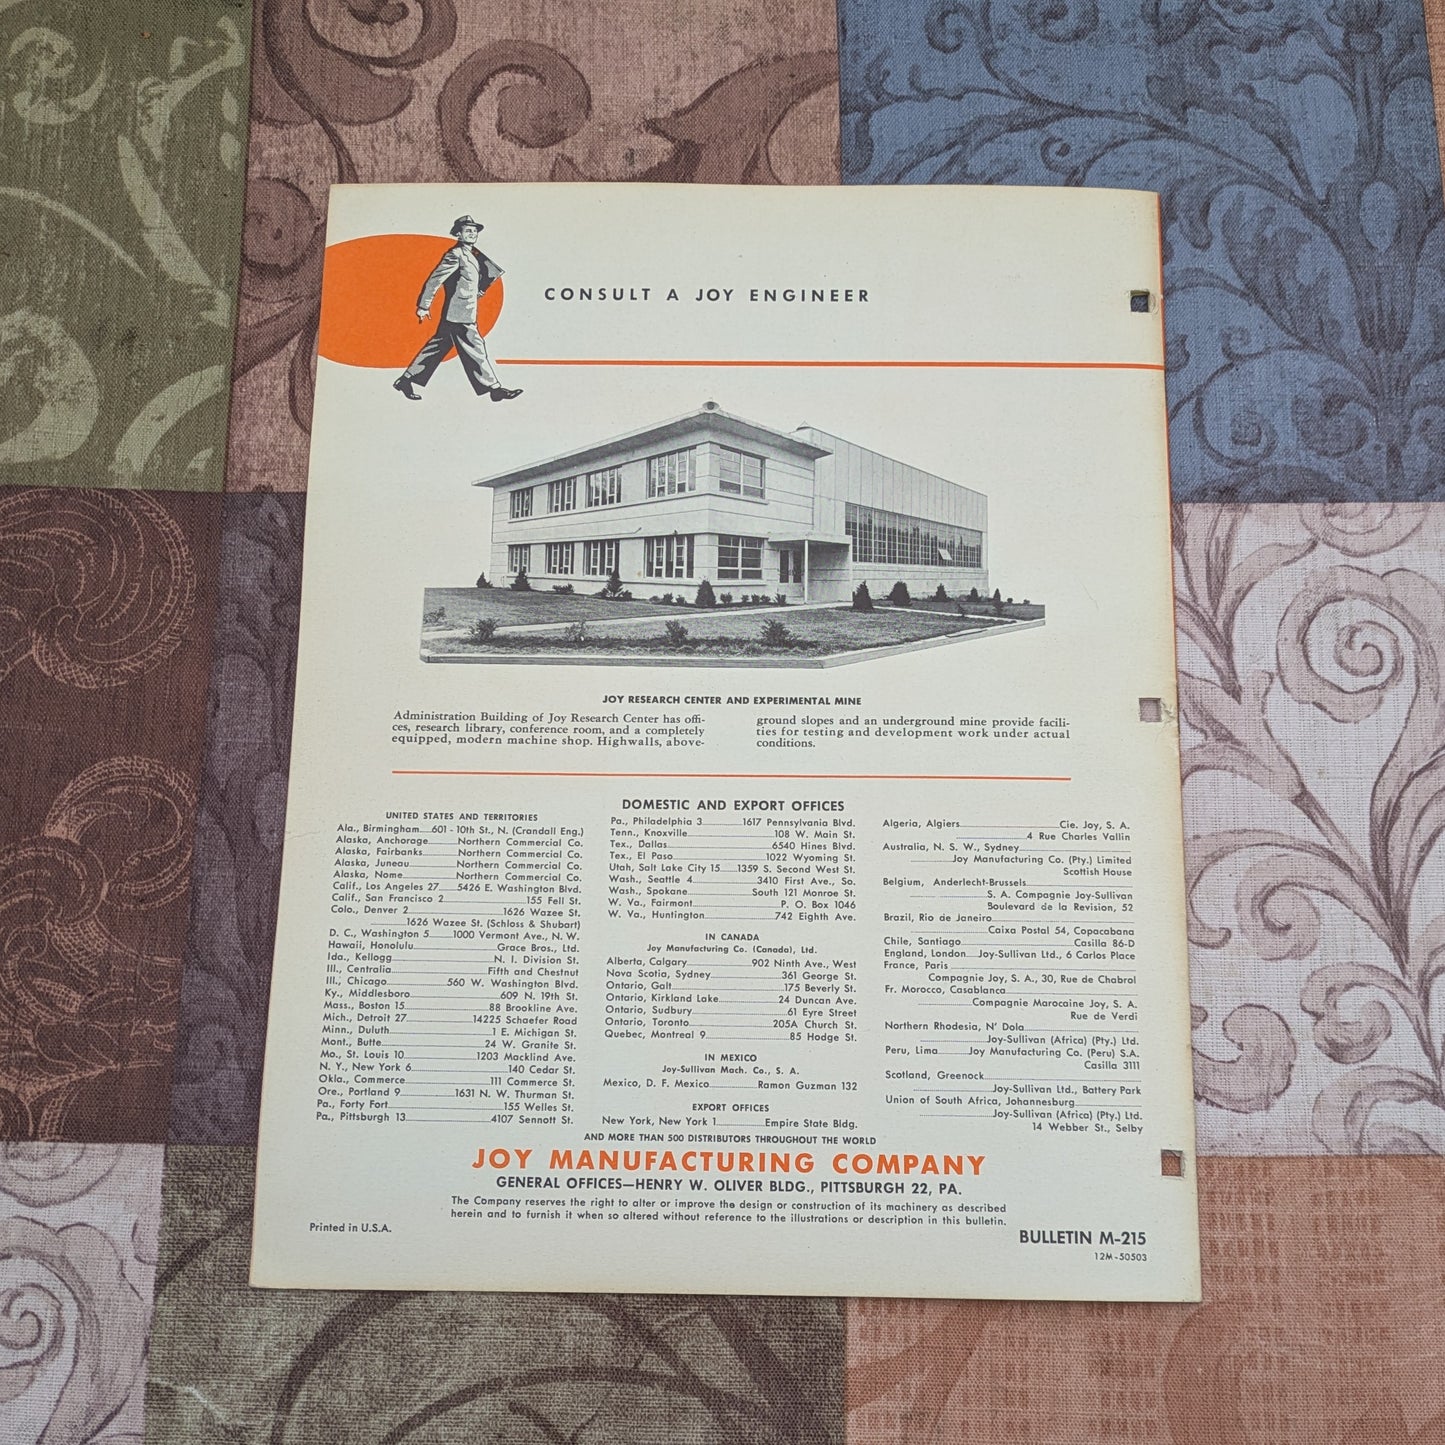 CONSULT A JOY ENGINEER
JOY RESEARCH CENTER AND EXPERIMENTAL MINE
Administration Building of Joy Research Center has offi-
ces, research library, conference room, and a completely
equipped, modern machine shop. Highwalls, above-
ground slopes and an underground mine provide facili-
ties for testing and development work under actual
conditions.
DOMESTIC AND EXPORT OFFICES
UNITED STATES AND TERRITORIES
Ala., Birmingham....601 - 10th St., N. (Crandall Eng.)
Alaska, Anchorage........Northern Commercial Co.
Alaska, Fairbanks........Northern Commercial Co.
Alaska, Juneau........Northern Commercial Co.
Alaska, Nome........Northern Commercial Co.
Calif., Los Angeles 27.....5426 E. Washington Blvd.
Calif., San Francisco 2........155 Fell St.
Colo., Denver 2........1626 Wazee St.
1626 Wazee St. (Schloss & Shubart)
D. C., Washington 5......1000 Vermont Ave., N. W.
Hawaii, Honolulu........Grace Bros., Ltd.
Ida., Kellogg........N. I. Division St.
Ill., Centralia........Fifth and Chestnut
Ill., Chicago........560 W. Washington Blvd.
Ky., Middlesboro........609 N. 19th St.
Mass., Boston 15........88 Brookline Ave.
Mich., Detroit 27........14225 Schaefer Road
Minn., Duluth........1 E. Michigan St.
Mont., Butte........24 W. Granite St.
Mo., St. Louis 10........1203 Macklind Ave.
N. Y., New York 6........140 Cedar St.
Okla., Commerce........111 Commerce St.
Ore., Portland 9........1631 N. W. Thurman St.
Pa., Forty Fort........155 Welles St.
Pa., Pittsburgh 13........4107 Sennott St.
Pa., Philadelphia 3........1617 Pennsylvania Blvd.
Tenn., Knoxville........108 W. Main St.
Tex., Dallas........6540 Hines Blvd.
Tex., El Paso........1022 Wyoming St.
Utah, Salt Lake City 15....1359 S. Second West St.
Wash., Seattle 4........3410 First Ave., So.
Wash., Spokane........South 121 Monroe St.
W. Va., Fairmont........P. O. Box 1046
W. Va., Huntington........742 Eighth Ave.
IN CANADA
Joy Manufacturing Co. (Canada), Ltd.
Alberta, Calgary........902 Ninth Ave., West
Nova Scotia, Sydney........361 George St.
Ontario, Galt........175 Beverly St.
Ontario, Kirkland Lake........24 Duncan Ave.
Ontario, Sudbury........61 Eyre Street
Ontario, Toronto........205A Church St.
Quebec, Montreal 9........85 Hodge St.
IN MEXICO
Joy-Sullivan Mach. Co., S. A.
Mexico, D. F. Mexico........Ramon Guzman 132
EXPORT OFFICES
New York, New York 1........Empire State Bldg.
Algeria, Algiers........Cie. Joy, S. A.
4 Rue Charles Vallin
Australia, N. S. W., Sydney........
Joy Manufacturing Co. (Pty.) Limited
Scottish House
Belgium, Anderlecht-Brussels........
S. A. Compagnie Joy-Sullivan
Boulevard de la Revision, 52
Brazil, Rio de Janeiro........
Caixa Postal 54, Copacabana
Chile, Santiago........Casilla 86-D
England, London....Joy-Sullivan Ltd., 6 Carlos Place
France, Paris........
Compagnie Joy, S. A., 30, Rue de Chabrol
Fr. Morocco, Casablanca........
Compagnie Marocaine Joy, S. A.
Rue de Verdi
Northern Rhodesia, N' Dola........
Joy-Sullivan (Africa) (Pty.) Ltd.
Peru, Lima........Joy Manufacturing Co. (Peru) S.A.
Casilla 3111
Scotland, Greenock........
Joy-Sullivan Ltd., Battery Park
Union of South Africa, Johannesburg........
Joy-Sullivan (Africa) (Pty.) Ltd.
14 Webber St., Selby
AND MORE THAN 500 DISTRIBUTORS THROUGHOUT THE WORLD
JOY MANUFACTURING COMPANY
GENERAL OFFICES—HENRY W. OLIVER BLDG., PITTSBURGH 22, PA.
The Company reserves the right to alter or improve the design or construction of its machinery as described
herein and to furnish it when so altered without reference to the illustrations or description in this bulletin.
Printed in U.S.A.
BULLETIN M-215
12M-50503